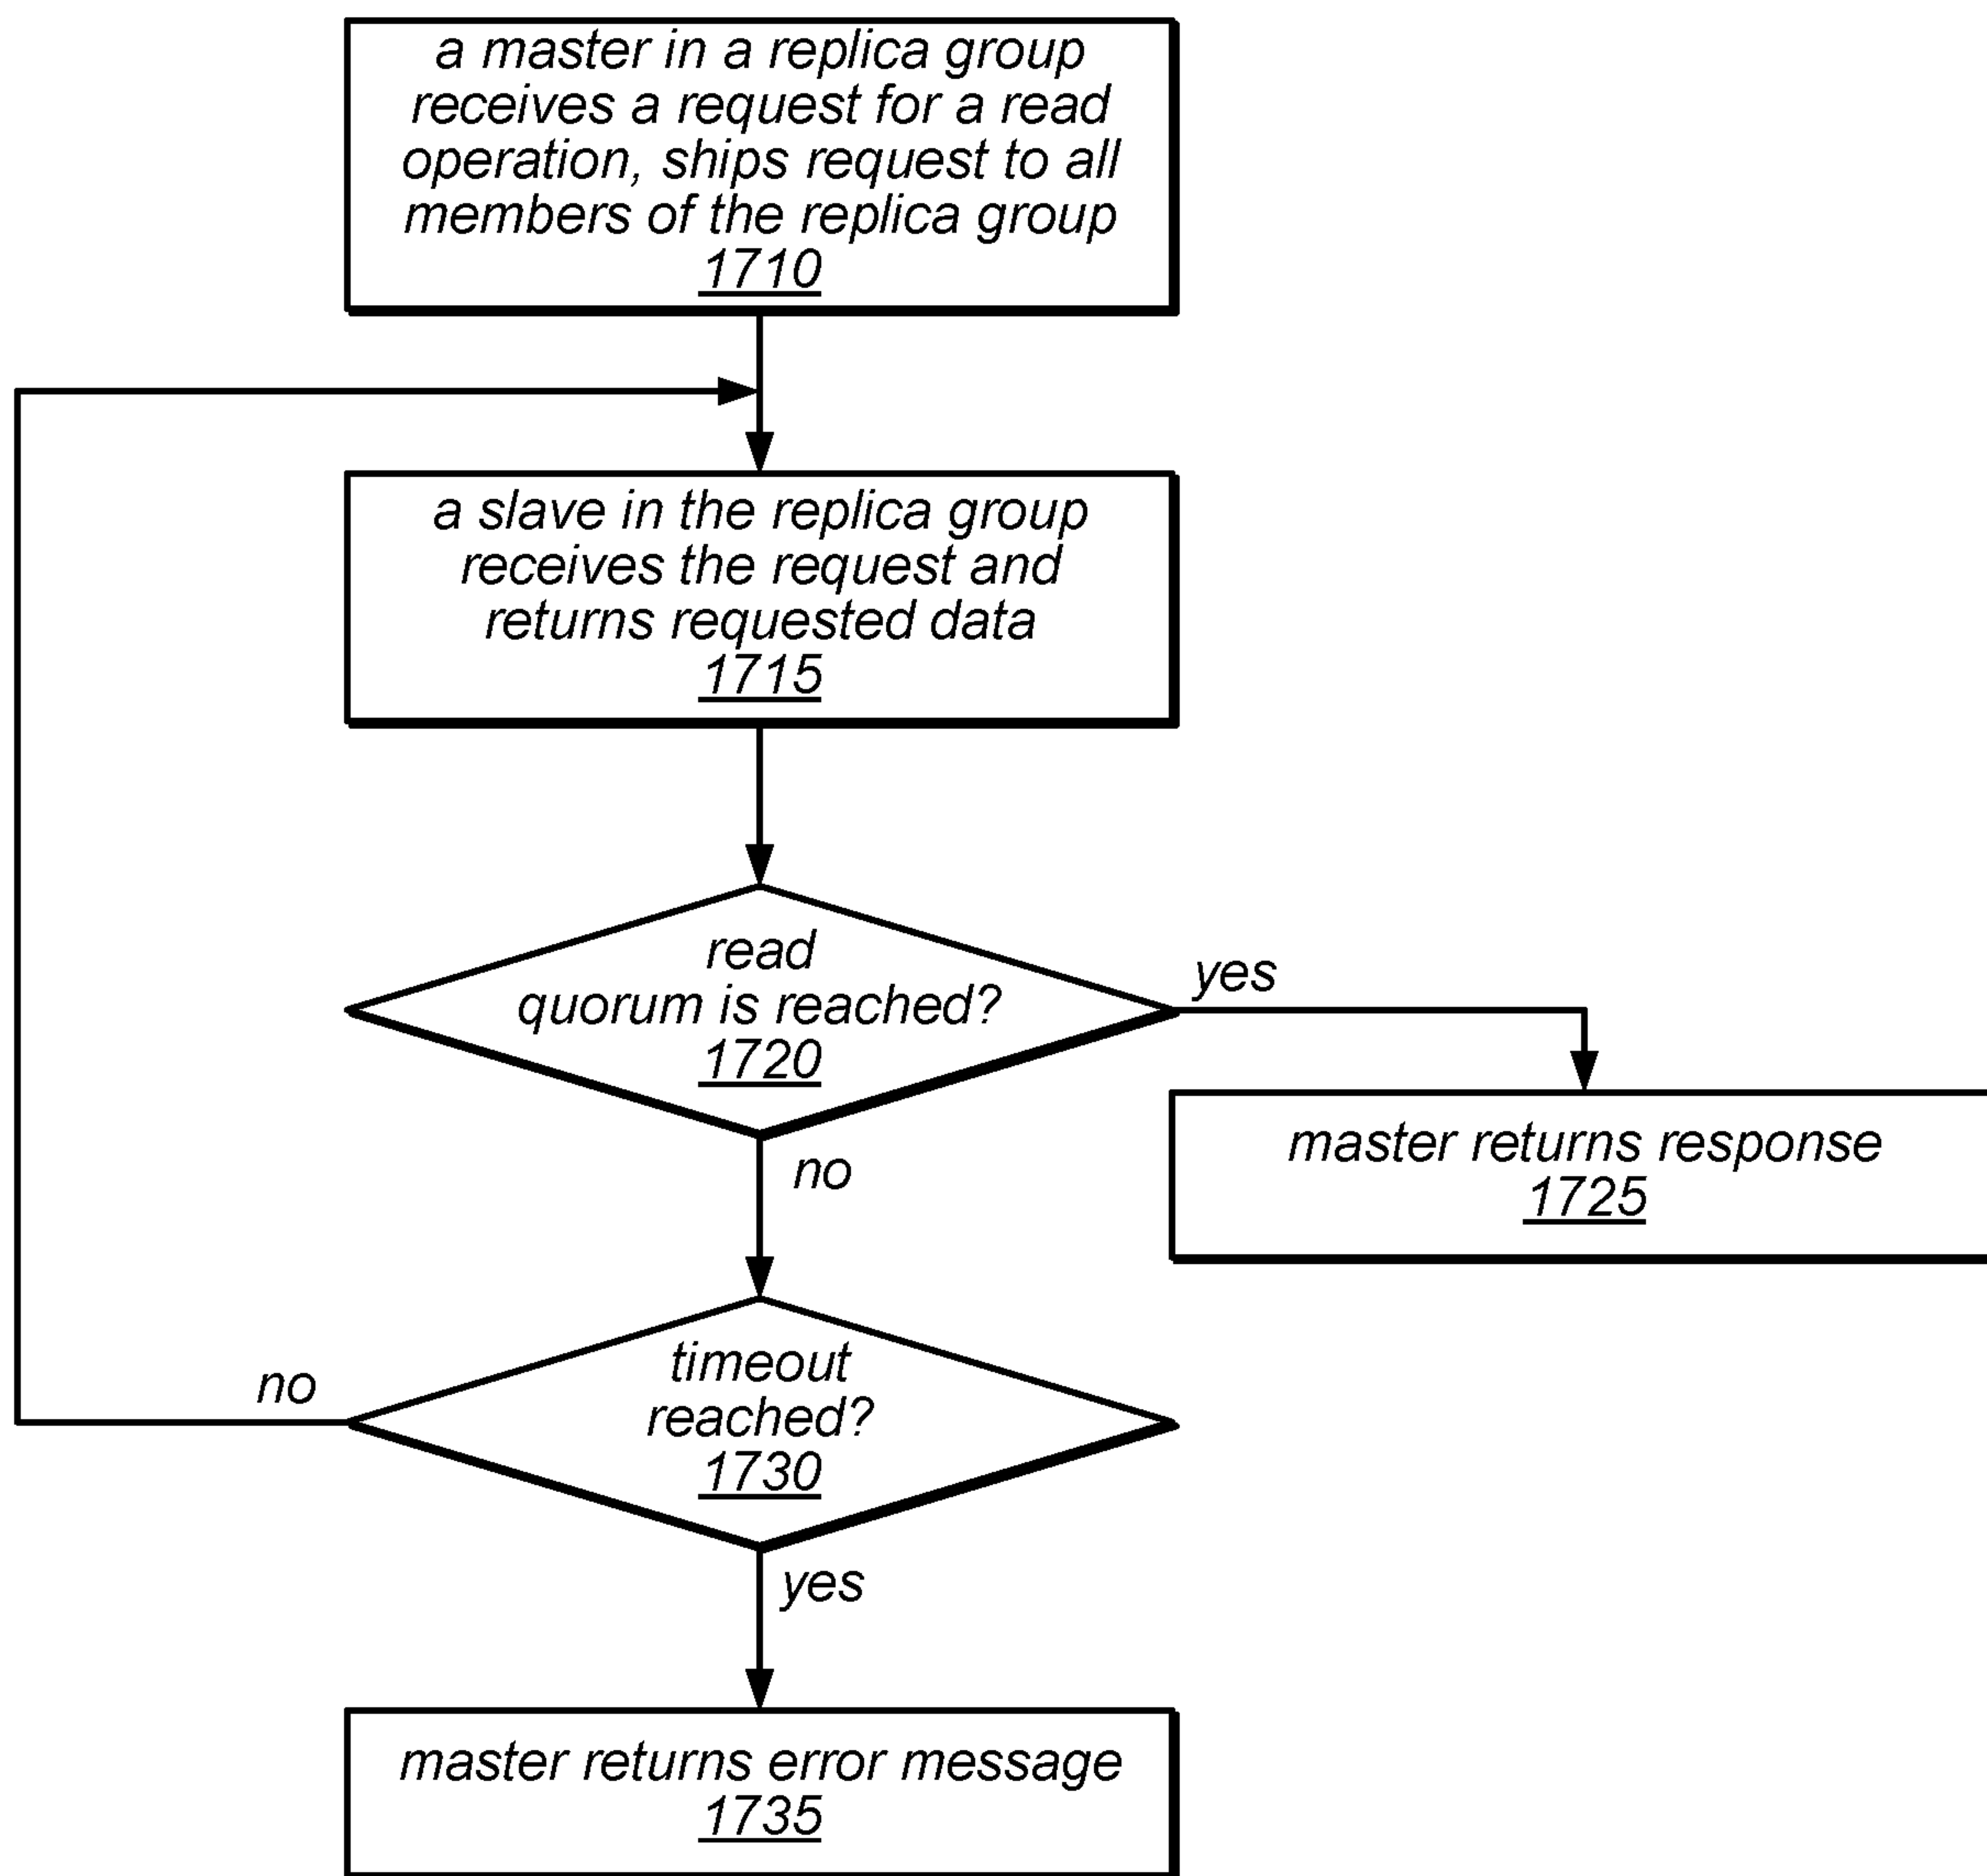 a master in a replica group
receives a request for a read
operation, ships request to all
members of the replica group
1710
a slave in the replica group
receives the request and
returns requested data
1715
read
quorum is reached?
1720
yes
no
master returns response
1725
timeout
reached?
1730
no
yes
master returns error message
1735